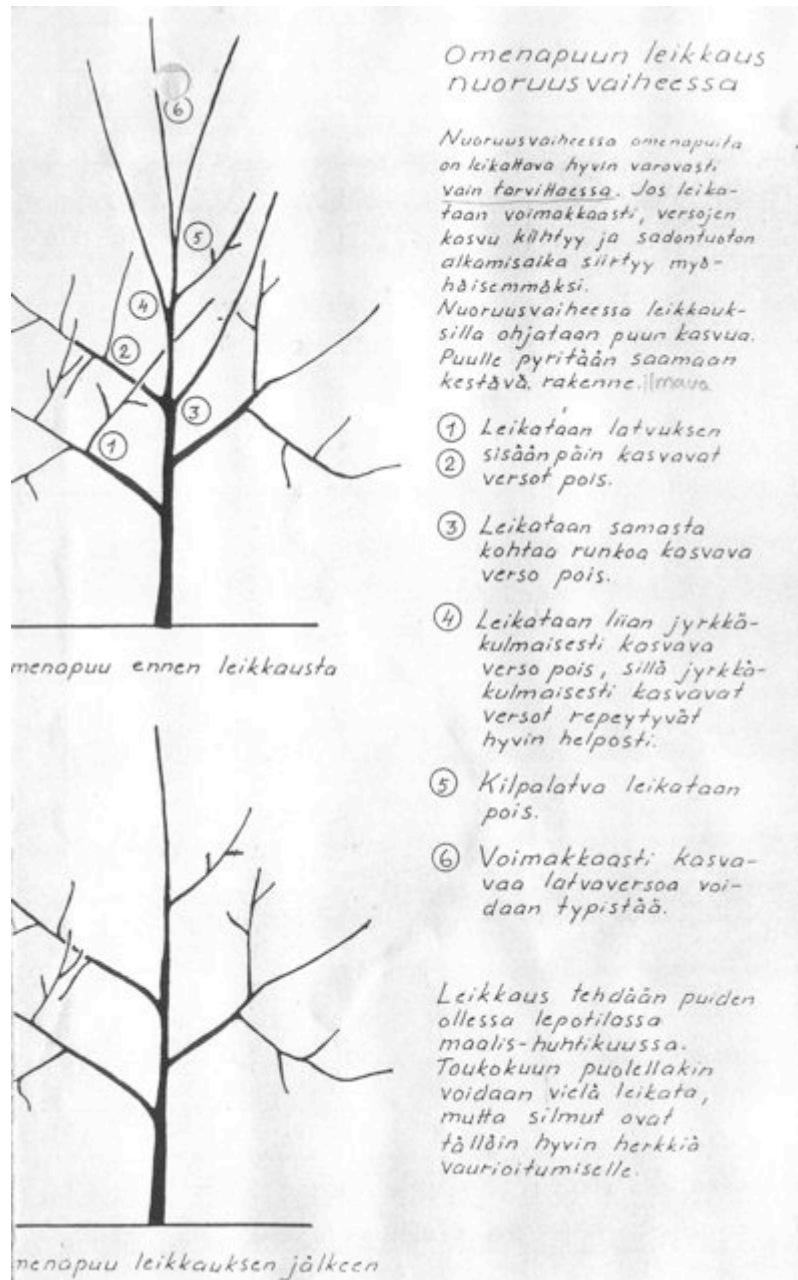 Omenapuun leikkaus
nuoruusvaiheessa
Nuoruusvaiheessa omenapuita
on leikattava hyvin varovasti
vain tarvittaessa. Jos leika-
taan voimakkaasti, versojen
kasvu kiihtyy ja sadontuoton
alkamisaika siirtyy myö-
häisemmäksi.
Nuoruusvaiheessa leikkauk-
silla ohjataan puun kasvua.
Puulle pyritään saamaan
kestävä, rakenne. ilmava
1 Leikataan latvuksen
2 sisäänpäin kasvavat
versot pois.
3 Leikataan samasta
kohtaa runkoa kasvava
verso pois.
4 Leikataan liian jyrkkä-
kulmaisesti kasvava
verso pois, sillä jyrkkä-
kulmaisesti kasvavat
versot repeytyvät
hyvin helposti.
5 Kilpalatva leikataan
pois.
6 Voimakkaasti kasva-
vaa latvaversoa voi-
daan typistää.
Leikkaus tehdään puiden
ollessa lepotilassa
maalis-huhtikuussa.
Toukokuun puolellakin
voidaan vielä leikata,
mutta silmut ovat
tällöin hyvin herkkiä
vaurioitumiselle.
6
5
4
2
3
1
menapuu ennen leikkausta
menapuu leikkauksen jälkeen